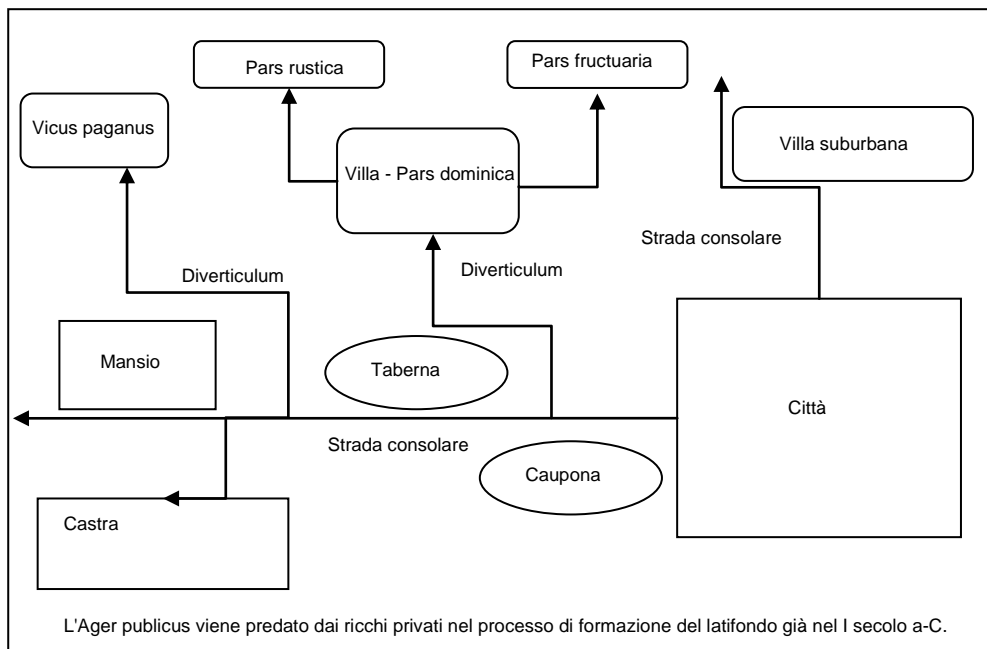 Pars rustica
Pars fructuaria
Vicus paganus
Villa - Pars dominica
Villa suburbana
Strada consolare
Diverticulum
Diverticulum
Mansio
Taberna
Città
Strada consolare
Caupona
Castra
L'Ager publicus viene predato dai ricchi privati nel processo di formazione del latifondo già nel I secolo a-C.